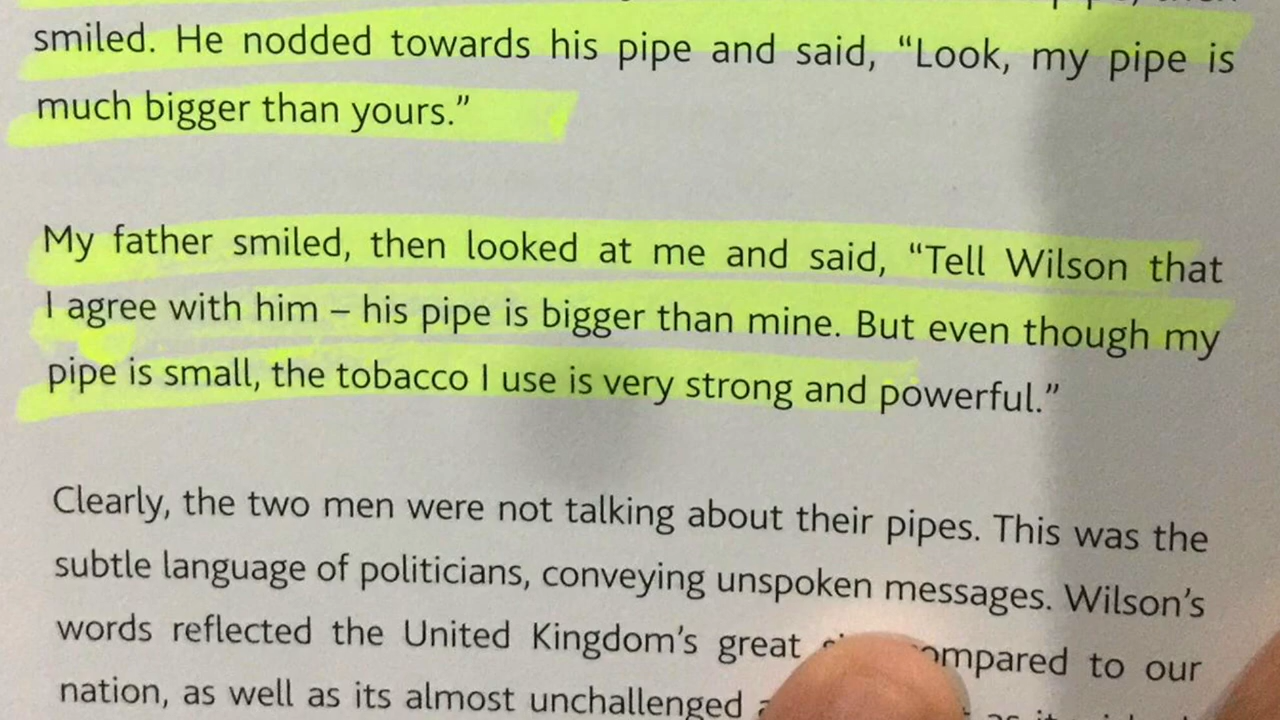 smiled. He nodded towards his pipe and said, “Look, my pipe is
much bigger than yours.”
My father smiled, then looked at me and said, “Tell Wilson that
I agree with him – his pipe is bigger than mine. But even though my
pipe is small, the tobacco I use is very strong and powerful.”
Clearly, the two men were not talking about their pipes. This was the
subtle language of politicians, conveying unspoken messages. Wilson’s
words reflected the United Kingdom’s great compared to our
nation, as well as its almost unchallenged